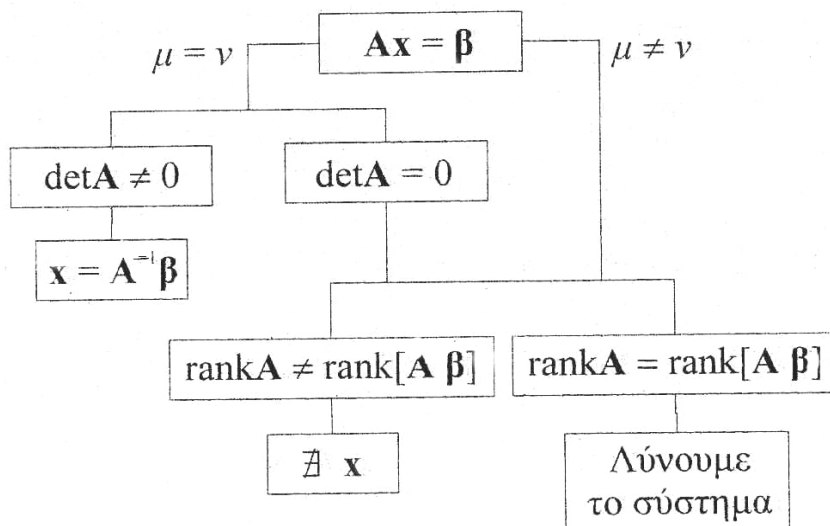 μ = ν
Ax = β
μ ≠ ν
detA ≠ 0
detA = 0
x = A⁻¹β
rankA ≠ rank[A β]
rankA = rank[A β]
∄ x
Λύνουμε
το σύστημα